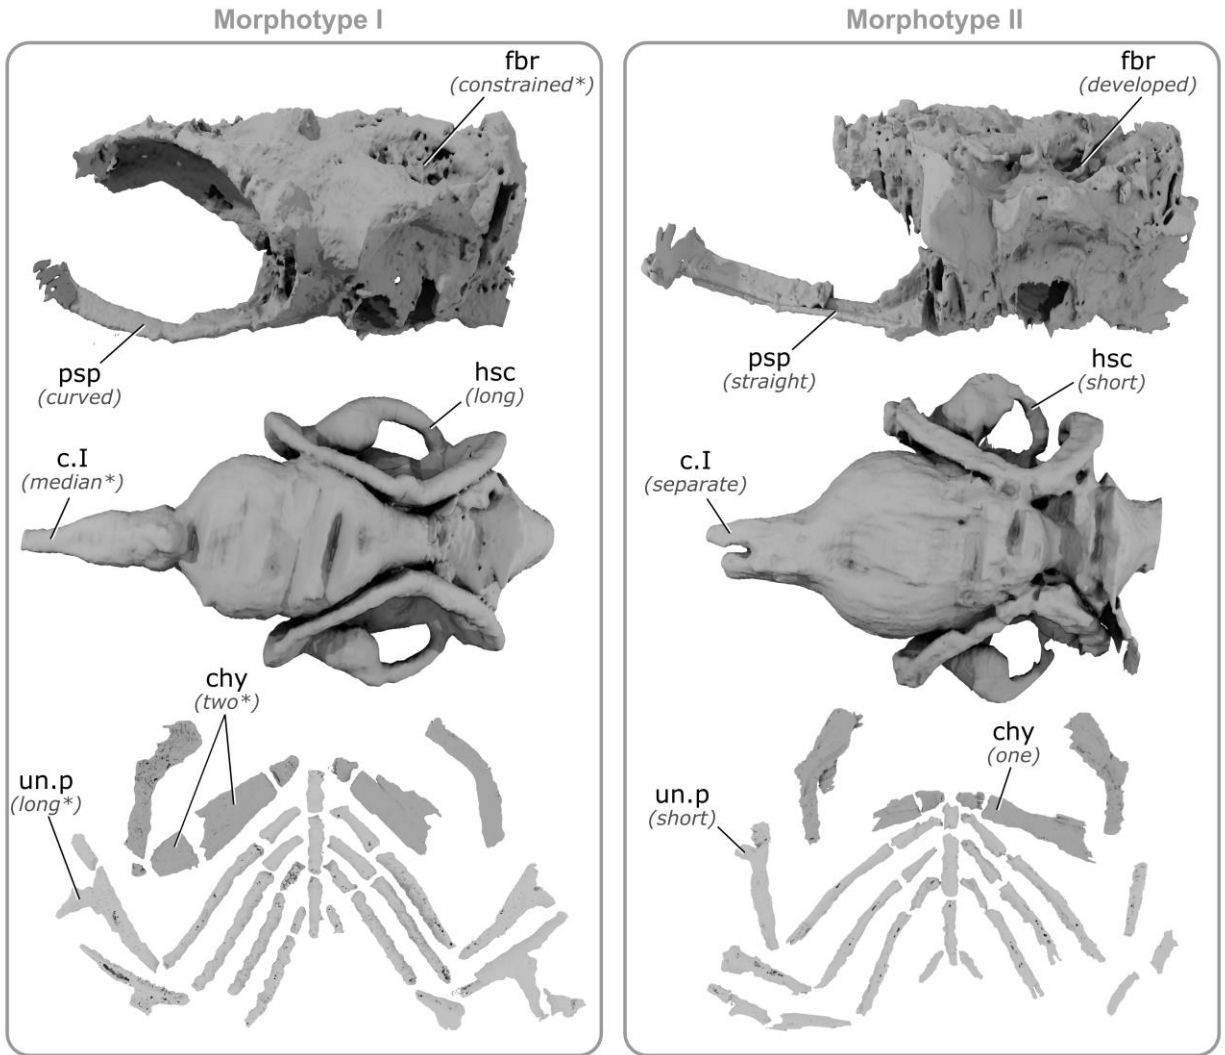 Morphotype I
fbr
(constrained*)
psp
(curved)
hsc
(long)
c.I
(median*)
chy
(two*)
un.p
(long*)
Morphotype II
fbr
(developed)
psp
(straight)
hsc
(short)
c.I
(separate)
chy
(one)
un.p
(short)